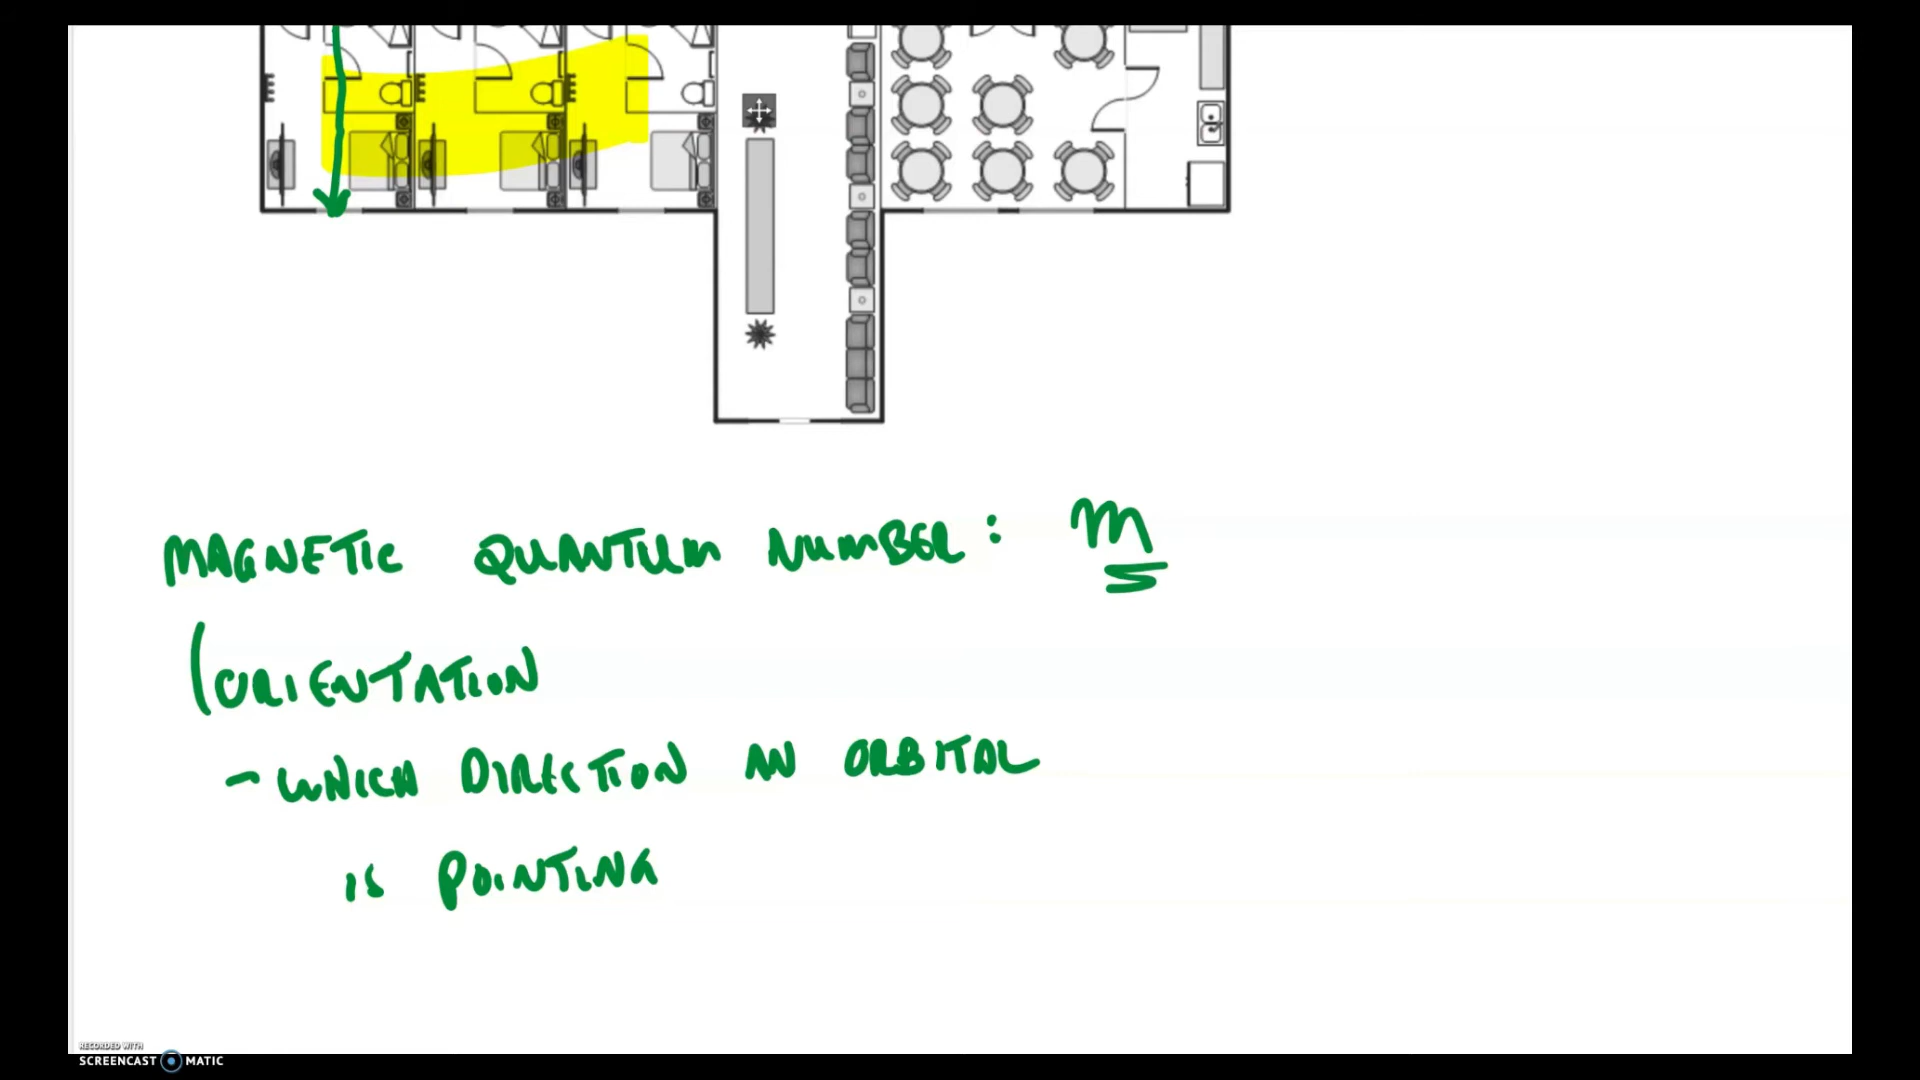 MAGNETIC QUANTUM NUMBER: m
(ORIENTATION
- WHICH DIRECTION AN ORBITAL
IS POINTING
RECORDED WITH
SCREENCAST MATIC